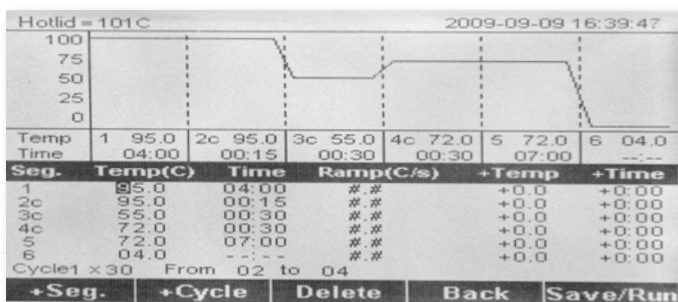 Hotlid = 101C 2009-09-09 16:39:47
100
75
50
25
0
Temp 1 95.0 2c 95.0 3c 55.0 4c 72.0 5 72.0 6 04.0
Time 04:00 00:15 00:30 00:30 07:00 --:--
Seg. Temp(C) Time Ramp(C/s) +Temp +Time
1 95.0 04:00 #.# +0.0 +0:00
2c 95.0 00:15 #.# +0.0 +0:00
3c 55.0 00:30 #.# +0.0 +0:00
4c 72.0 00:30 #.# +0.0 +0:00
5 72.0 07:00 #.# +0.0 +0:00
6 04.0 --:-- #.# +0.0 +0:00
Cycle1 ×30 From 02 to 04
+Seg. +Cycle Delete Back Save/Run